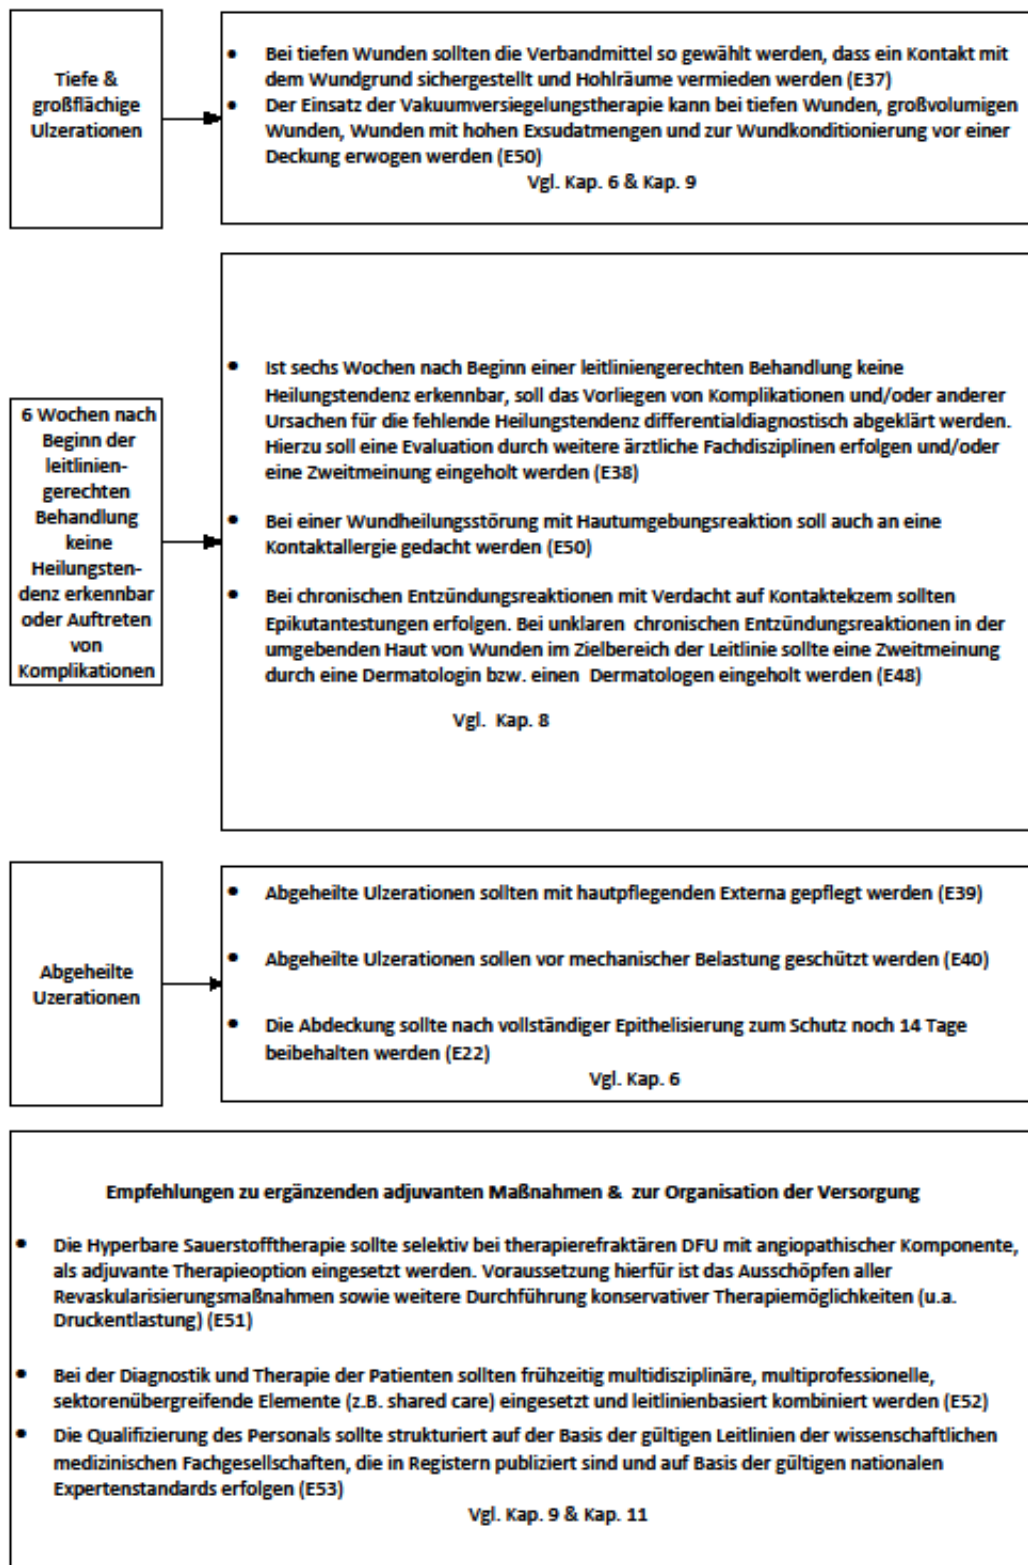 Tiefe &
großflächige
Ulzerationen
• Bei tiefen Wunden sollten die Verbandmittel so gewählt werden, dass ein Kontakt mit
dem Wundgrund sichergestellt und Hohlräume vermieden werden (E37)
• Der Einsatz der Vakuumversiegelungstherapie kann bei tiefen Wunden, großvolumigen
Wunden, Wunden mit hohen Exsudatmengen und zur Wundkonditionierung vor einer
Deckung erwogen werden (E50)
Vgl. Kap. 6 & Kap. 9
6 Wochen nach
Beginn der
leitlinien-
gerechten
Behandlung
keine
Heilungsten-
denz erkennbar
oder Auftreten
von
Komplikationen
• Ist sechs Wochen nach Beginn einer leitliniengerechten Behandlung keine
Heilungstendenz erkennbar, soll das Vorliegen von Komplikationen und/oder anderer
Ursachen für die fehlende Heilungstendenz differentialdiagnostisch abgeklärt werden.
Hierzu soll eine Evaluation durch weitere ärztliche Fachdisziplinen erfolgen und/oder
eine Zweitmeinung eingeholt werden (E38)
• Bei einer Wundheilungsstörung mit Hautumgebungsreaktion soll auch an eine
Kontaktallergie gedacht werden (E50)
• Bei chronischen Entzündungsreaktionen mit Verdacht auf Kontaktekzem sollten
Epikutantestungen erfolgen. Bei unklaren chronischen Entzündungsreaktionen in der
umgebenden Haut von Wunden im Zielbereich der Leitlinie sollte eine Zweitmeinung
durch eine Dermatologin bzw. einen Dermatologen eingeholt werden (E48)
Vgl. Kap. 8
Abgeheilte
Uzerationen
• Abgeheilte Ulzerationen sollten mit hautpflegenden Externa gepflegt werden (E39)
• Abgeheilte Ulzerationen sollen vor mechanischer Belastung geschützt werden (E40)
• Die Abdeckung sollte nach vollständiger Epithelisierung zum Schutz noch 14 Tage
beibehalten werden (E22)
Vgl. Kap. 6
Empfehlungen zu ergänzenden adjuvanten Maßnahmen & zur Organisation der Versorgung
• Die Hyperbare Sauerstofftherapie sollte selektiv bei therapierefraktären DFU mit angiopathischer Komponente,
als adjuvante Therapieoption eingesetzt werden. Voraussetzung hierfür ist das Ausschöpfen aller
Revaskularisierungsmaßnahmen sowie weitere Durchführung konservativer Therapiemöglichkeiten (u.a.
Druckentlastung) (E51)
• Bei der Diagnostik und Therapie der Patienten sollten frühzeitig multidisziplinäre, multiprofessionelle,
sektorenübergreifende Elemente (z.B. shared care) eingesetzt und leitlinienbasiert kombiniert werden (E52)
• Die Qualifizierung des Personals sollte strukturiert auf der Basis der gültigen Leitlinien der wissenschaftlichen
medizinischen Fachgesellschaften, die in Registern publiziert sind und auf Basis der gültigen nationalen
Expertenstandards erfolgen (E53)
Vgl. Kap. 9 & Kap. 11